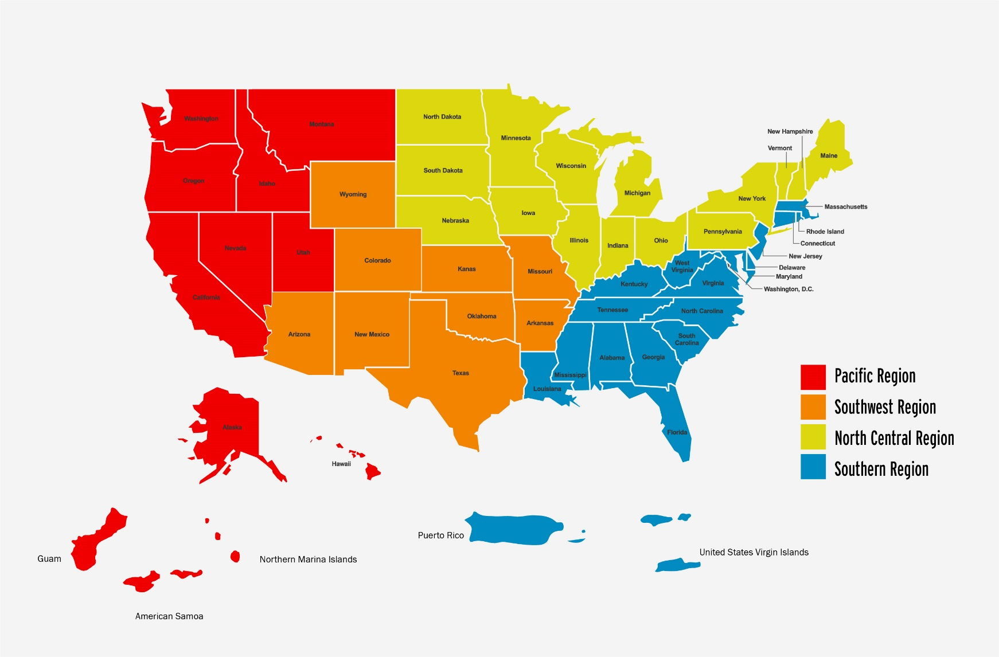 Washington
Montana
North Dakota
Minnesota
New Hampshire
Vermont
Maine
Oregon
Idaho
Wyoming
South Dakota
Wisconsin
Michigan
New York
Massachusetts
Nebraska
Iowa
Illinois
Indiana
Ohio
Pennsylvania
Rhode Island
Connecticut
New Jersey
Delaware
Maryland
Washington, D.C.
Nevada
Utah
Colorado
Kanas
Missouri
Kentucky
West
Virginia
Virginia
California
Arizona
New Mexico
Oklahoma
Arkansas
Tennessee
North Carolina
South
Carolina
Texas
Louisiana
Mississippi
Alabama
Georgia
Florida
Alaska
Hawaii
Pacific Region
Southwest Region
North Central Region
Southern Region
Guam
Northern Marina Islands
American Samoa
Puerto Rico
United States Virgin Islands